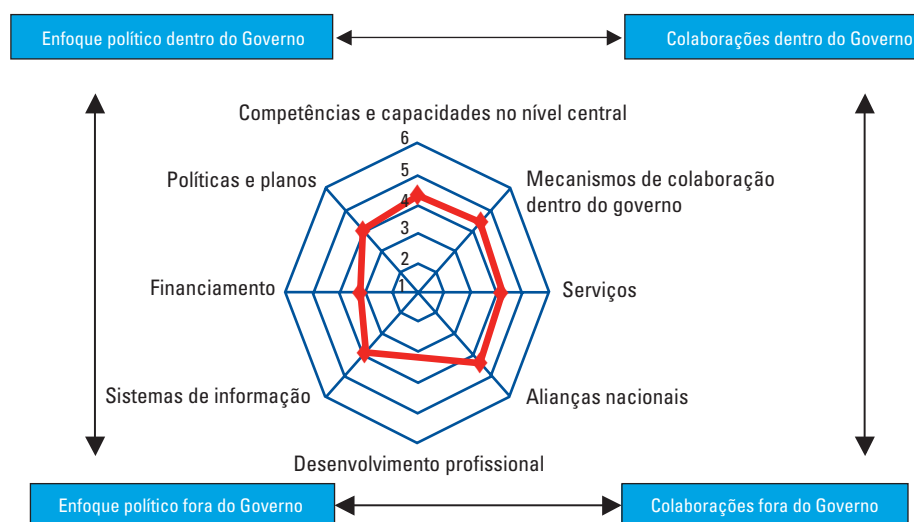 Enfoque político dentro do Governo
Colaborações dentro do Governo
Competências e capacidades no nível central
6
5
4
3
2
1
Políticas e planos
Mecanismos de colaboração
dentro do governo
Financiamento
Serviços
Sistemas de informação
Alianças nacionais
Desenvolvimento profissional
Enfoque político fora do Governo
Colaborações fora do Governo